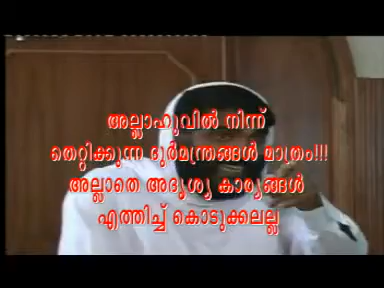 അല്ലാഹുവിൽ നിന്ന്
തെറ്റിക്കുന്ന ദുർമന്ത്രങ്ങൾ മാത്രം!!!
അല്ലാതെ അദൃശ്യ കാര്യങ്ങൾ
എത്തിച്ച് കൊടുക്കലല്ല